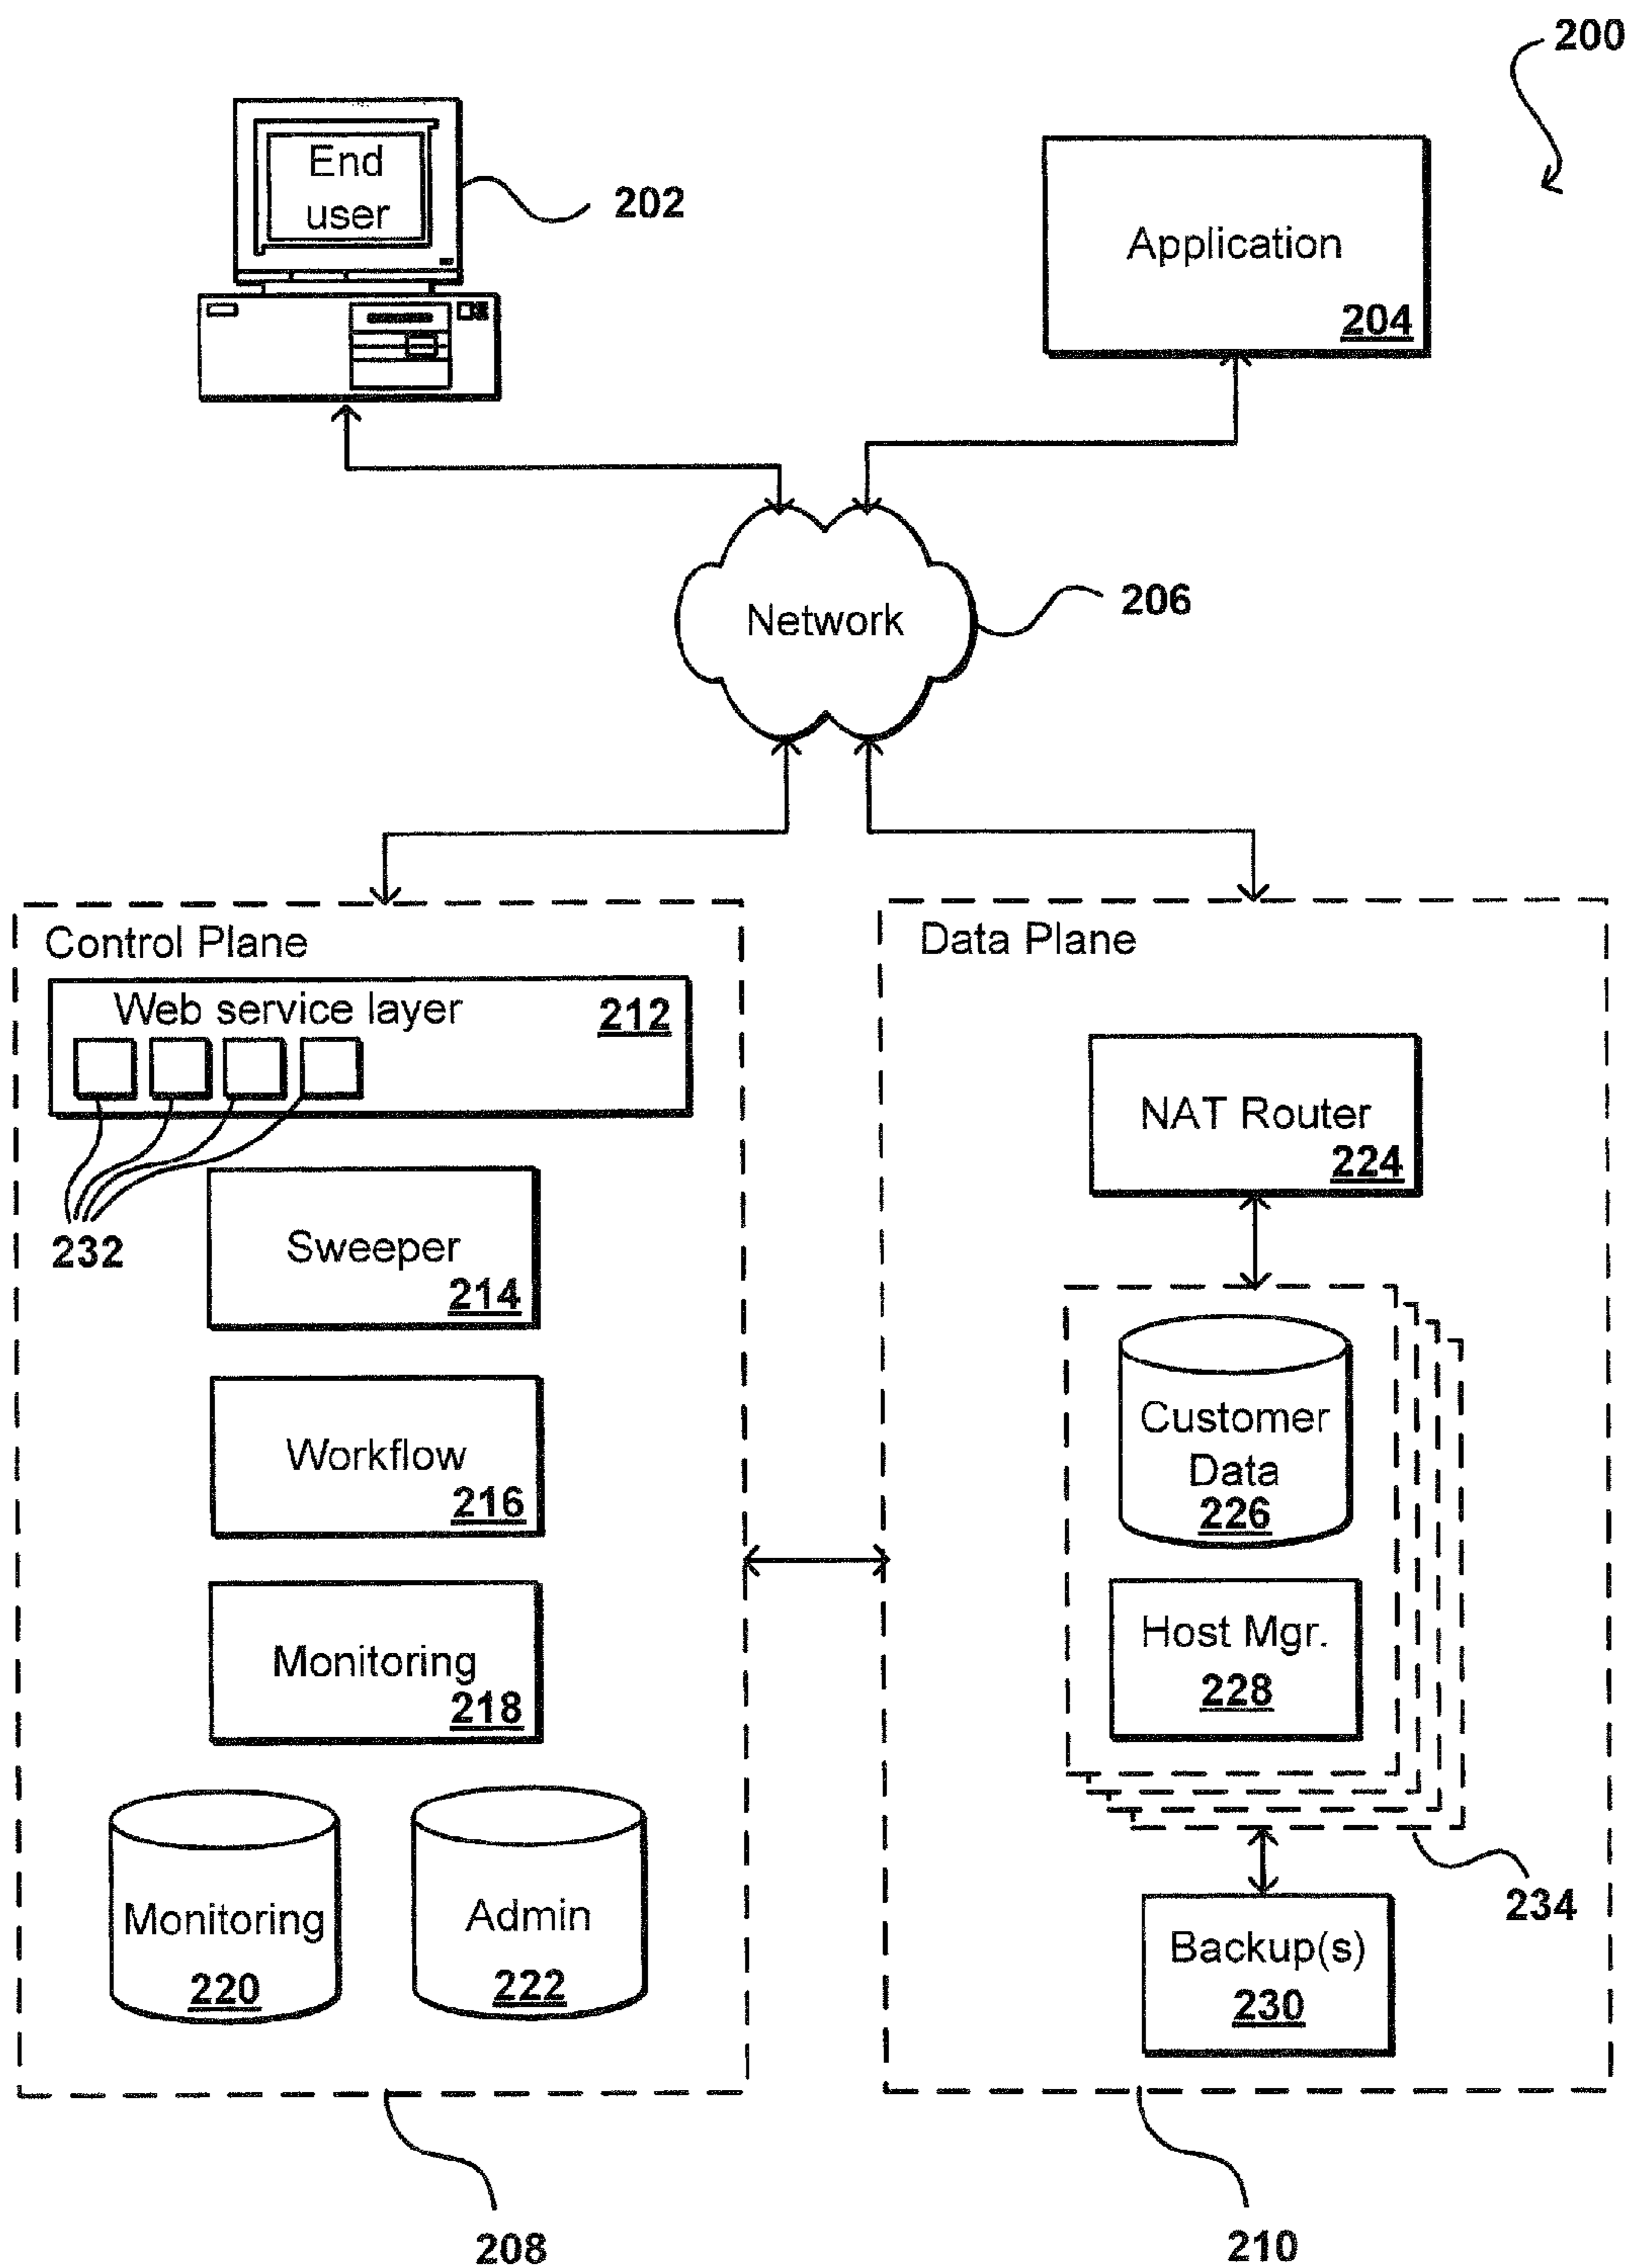 200
End
user
202
Application
204
Network
206
Control Plane
Web service layer
212
232
Sweeper
214
Workflow
216
Monitoring
218
Monitoring
220
Admin
222
208
Data Plane
NAT Router
224
Customer
Data
226
Host Mgr.
228
234
Backup(s)
230
210